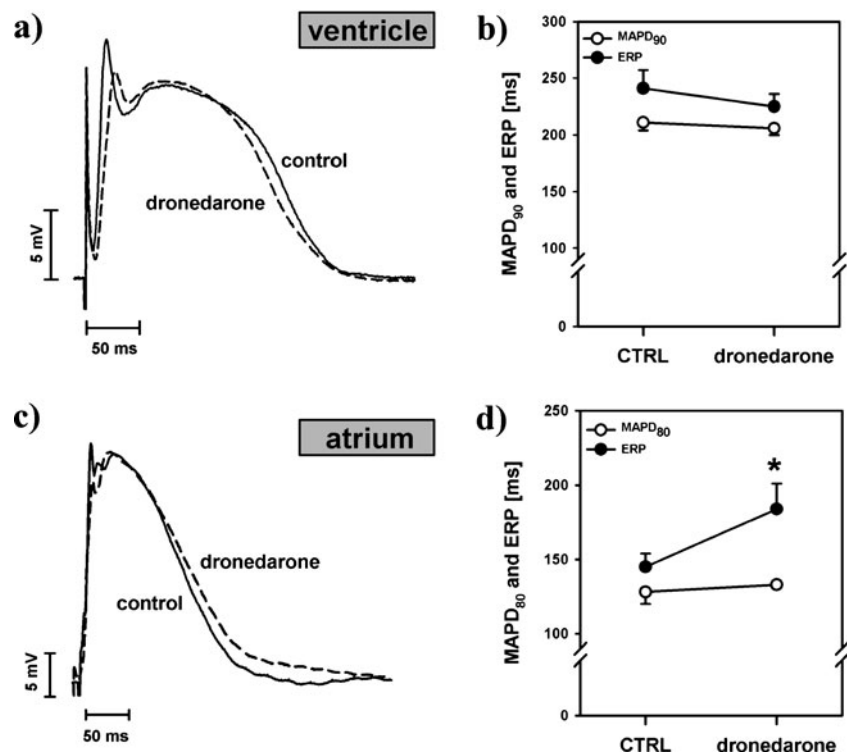 a)
ventricle
control
dronedarone
5 mV
50 ms
b)
MAPD90
ERP
MAPD90 and ERP [ms]
300
250
200
150
100
0
CTRL
dronedarone
c)
atrium
dronedarone
control
5 mV
50 ms
d)
MAPD80
ERP
*
MAPD80 and ERP [ms]
250
200
150
100
0
CTRL
dronedarone